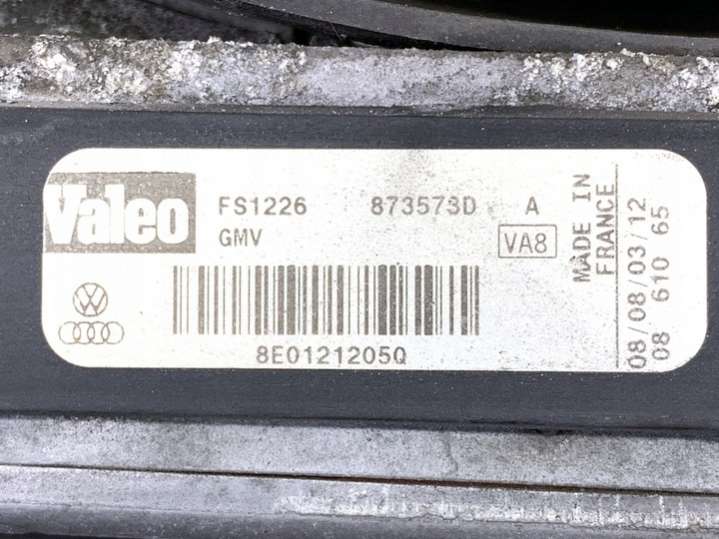 Valeo
FS1226 873573D A
GMV VA8
8E0121205Q
MADE IN
FRANCE
08/08/03/12
08 610 65